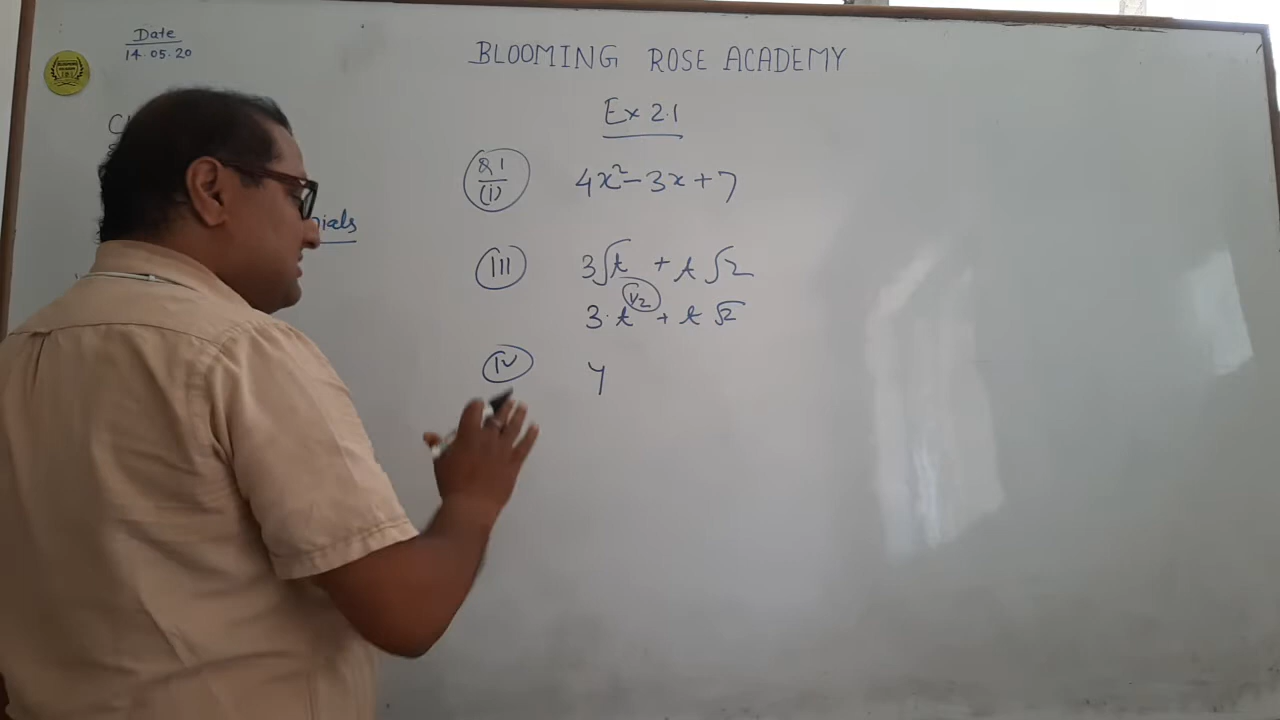 Date
14.05.20
BLOOMING ROSE ACADEMY
Ex 2.1
Q1
(i)
4x² - 3x + 7
III
3√t + t√2
3·t^1/2 + t√2
IV
y